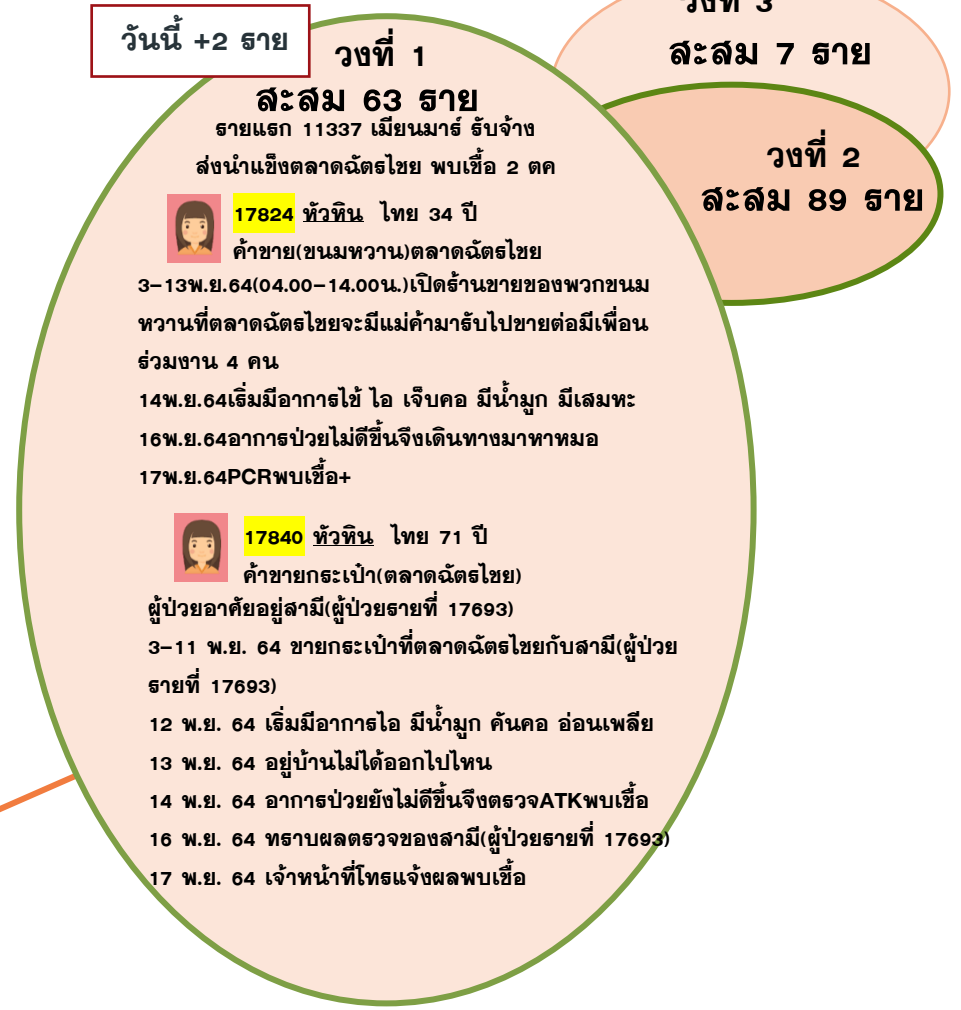 วงที่ 3
สะสม 7 ราย
วันนี้ +2 ราย
วงที่ 1
สะสม 63 ราย
รายแรก 11337 เมียนมาร์ รับจ้าง
ส่งนำแข็งตลาดฉัตรไชย พบเชื้อ 2 ตค
วงที่ 2
สะสม 89 ราย
17824 หัวหิน ไทย 34 ปี
ค้าขาย(ขนมหวาน)ตลาดฉัตรไชย
3-13พ.ย.64(04.00-14.00น.)เปิดร้านขายของพวกขนม
หวานที่ตลาดฉัตรไชยจะมีแม่ค้ามารับไปขายต่อมีเพื่อน
ร่วมงาน 4 คน
14พ.ย.64เริ่มมีอาการไข้ ไอ เจ็บคอ มีน้ำมูก มีเสมหะ
16พ.ย.64อาการป่วยไม่ดีขึ้นจึงเดินทางมาหาหมอ
17พ.ย.64PCRพบเชื้อ+
17840 หัวหิน ไทย 71 ปี
ค้าขายกระเป๋า(ตลาดฉัตรไชย)
ผู้ป่วยอาศัยอยู่สามี(ผู้ป่วยรายที่ 17693)
3-11 พ.ย. 64 ขายกระเป๋าที่ตลาดฉัตรไชยกับสามี(ผู้ป่วย
รายที่ 17693)
12 พ.ย. 64 เริ่มมีอาการไอ มีน้ำมูก คันคอ อ่อนเพลีย
13 พ.ย. 64 อยู่บ้านไม่ได้ออกไปไหน
14 พ.ย. 64 อาการป่วยยังไม่ดีขึ้นจึงตรวจATKพบเชื้อ
16 พ.ย. 64 ทราบผลตรวจของสามี(ผู้ป่วยรายที่ 17693)
17 พ.ย. 64 เจ้าหน้าที่โทรแจ้งผลพบเชื้อ